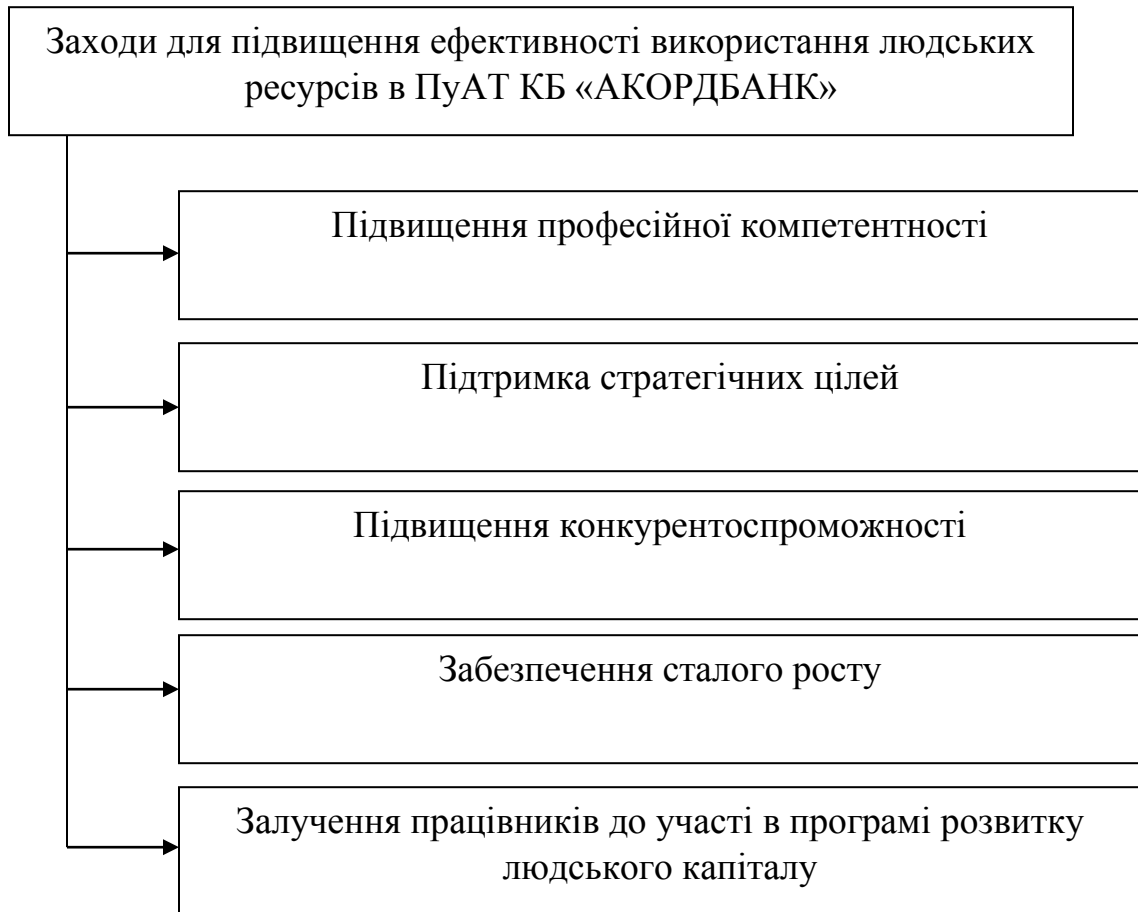 Заходи для підвищення ефективності використання людських
ресурсів в ПуАТ КБ «АКОРДБАНК»
Підвищення професійної компетентності
Підтримка стратегічних цілей
Підвищення конкурентоспроможності
Забезпечення сталого росту
Залучення працівників до участі в програмі розвитку
людського капіталу